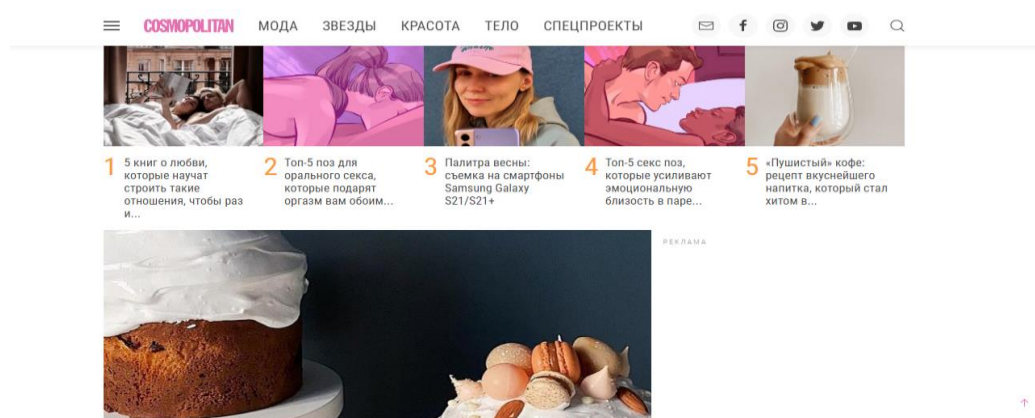 COSMOPOLITAN МОДА ЗВЕЗДЫ КРАСОТА ТЕЛО СПЕЦПРОЕКТЫ
1 5 книг о любви,
которые научат
строить такие
отношения, чтобы раз
и...
2 Топ-5 поз для
орального секса,
которые подарят
оргазм вам обоим...
3 Палитра весны:
съемка на смартфоны
Samsung Galaxy
S21/S21+
4 Топ-5 секс поз,
которые усиливают
эмоциональную
близость в паре...
5 «Пушистый» кофе:
рецепт вкуснейшего
напитка, который стал
хитом в...
РЕКЛАМА